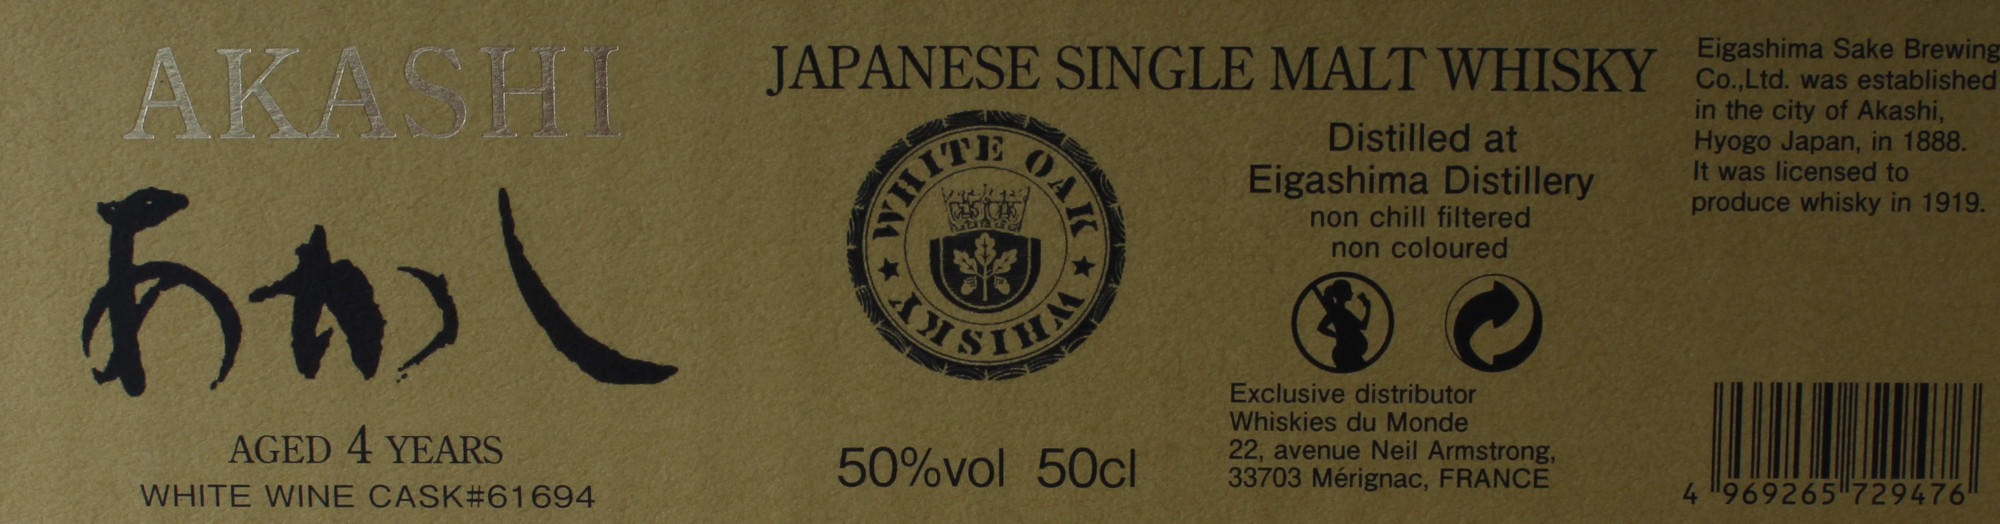 AKASHI
あかし
AGED 4 YEARS
WHITE WINE CASK#61694
JAPANESE SINGLE MALT WHISKY
WHITE OAK
WHISKY
50%vol 50cl
Distilled at
Eigashima Distillery
non chill filtered
non coloured
Exclusive distributor
Whiskies du Monde
22, avenue Neil Armstrong,
33703 Mérignac, FRANCE
Eigashima Sake Brewing
Co.,Ltd. was established
in the city of Akashi,
Hyogo Japan, in 1888.
It was licensed to
produce whisky in 1919.
4 969265 729476